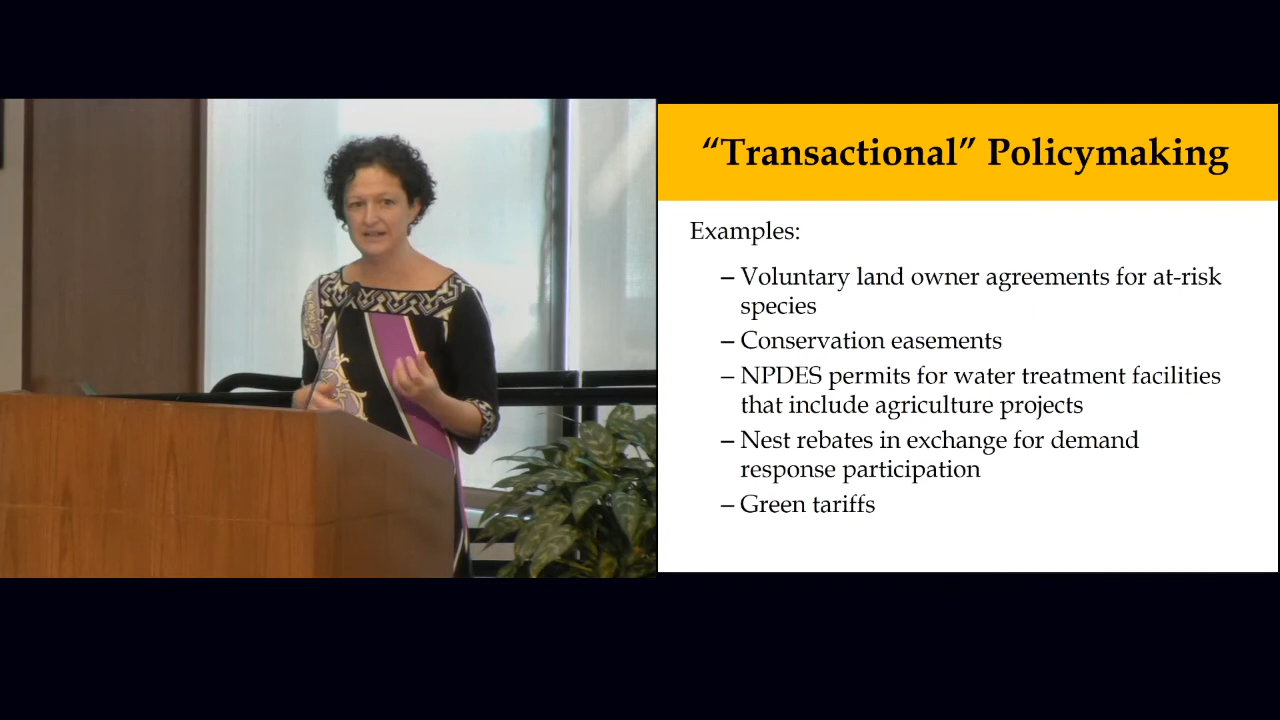 “Transactional” Policymaking
Examples:
– Voluntary land owner agreements for at-risk
species
– Conservation easements
– NPDES permits for water treatment facilities
that include agriculture projects
– Nest rebates in exchange for demand
response participation
– Green tariffs